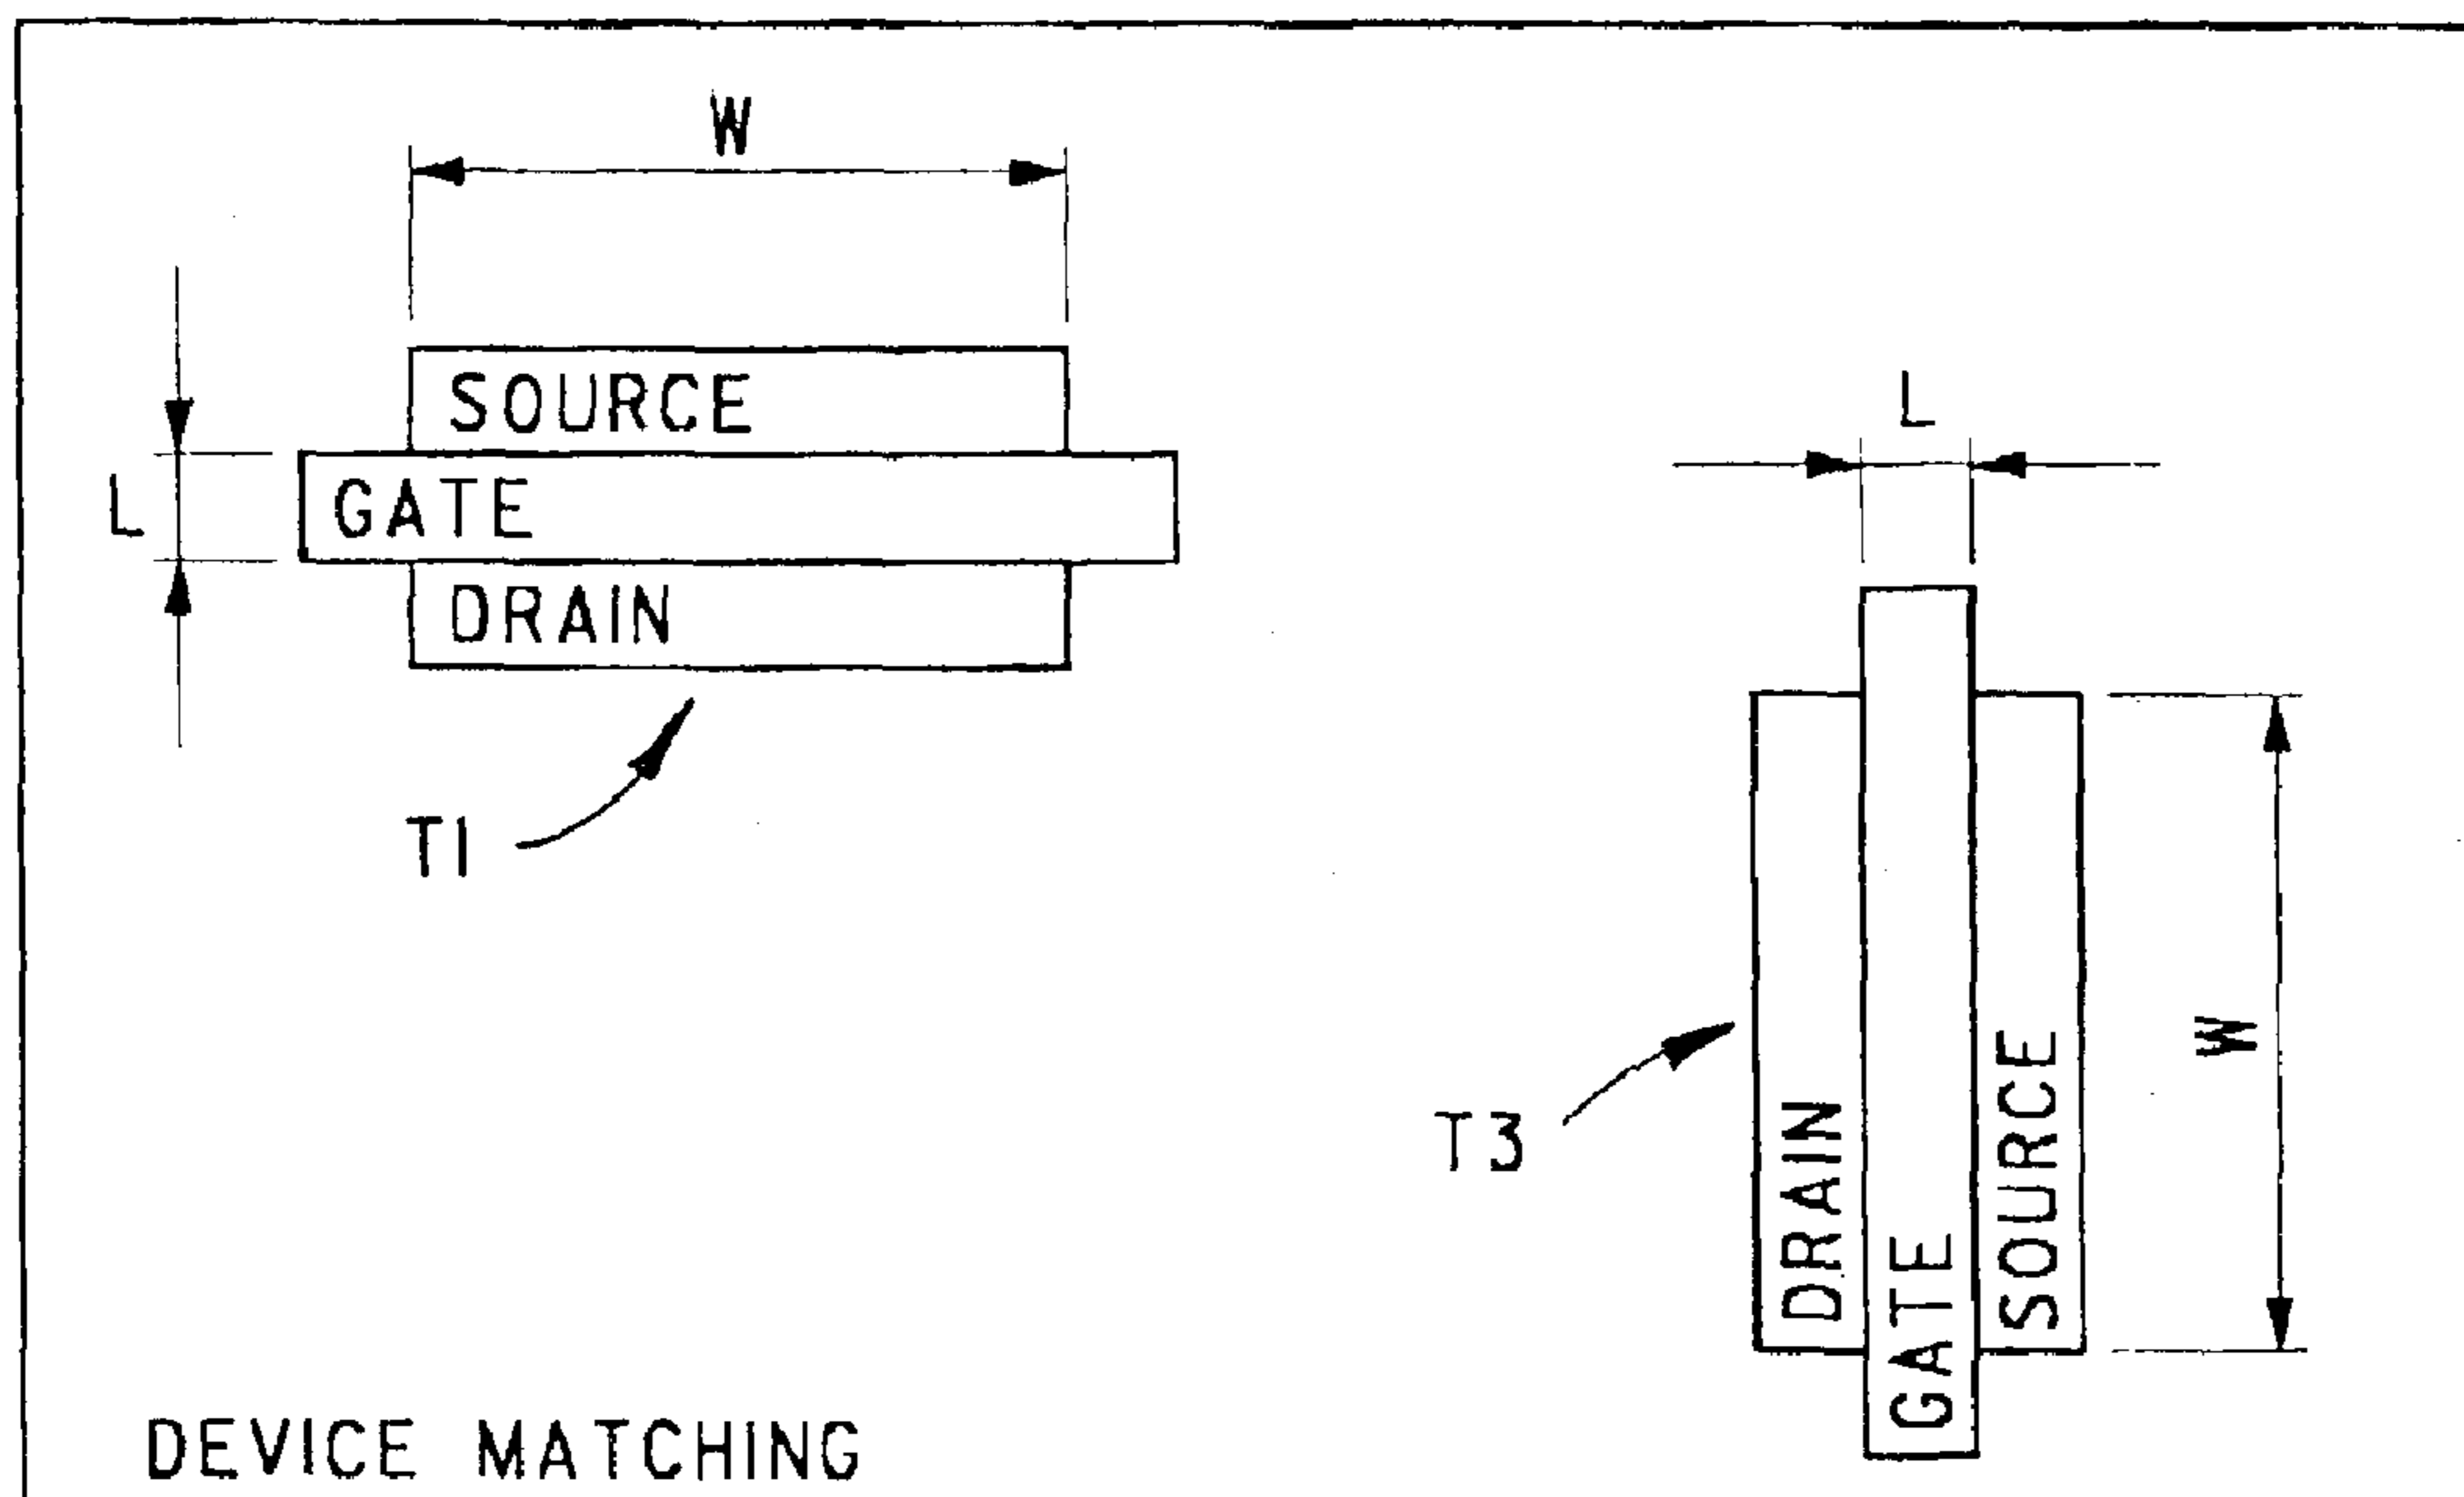 W
SOURCE
L
GATE
DRAIN
T1
L
T3
DRAIN
GATE
SOURCE
W
DEVICE MATCHING